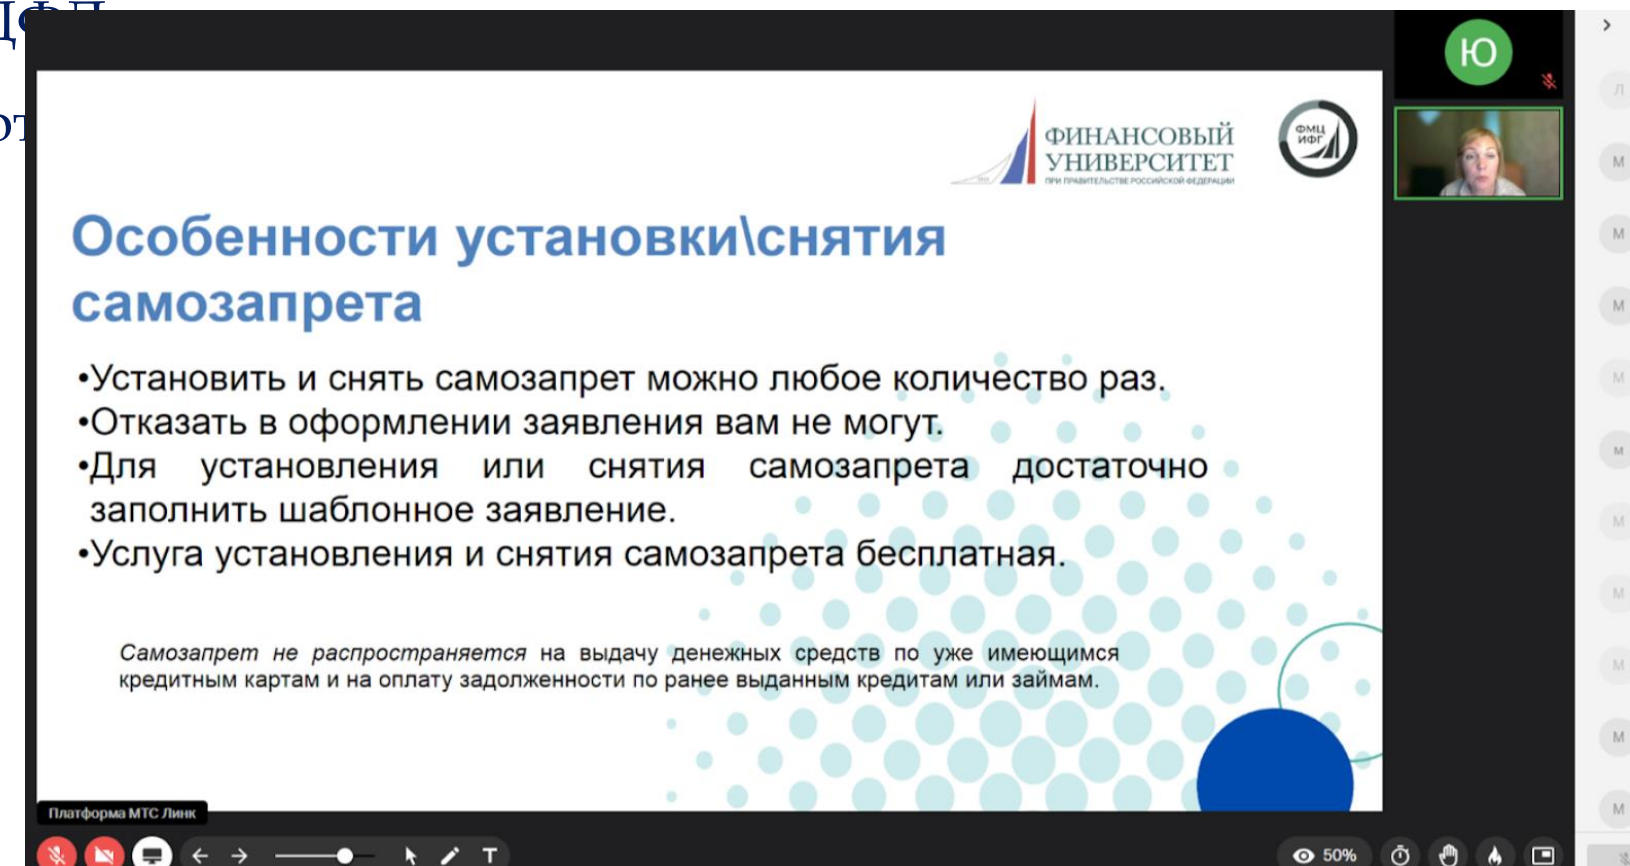 ЦФЛ
от
Ю
ФИНАНСОВЫЙ
УНИВЕРСИТЕТ
ПРИ ПРАВИТЕЛЬСТВЕ РОССИЙСКОЙ ФЕДЕРАЦИИ
ФМЦ
ИФГ
Особенности установки\снятия
самозапрета
•Установить и снять самозапрет можно любое количество раз.
•Отказать в оформлении заявления вам не могут.
•Для установления или снятия самозапрета достаточно
заполнить шаблонное заявление.
•Услуга установления и снятия самозапрета бесплатная.
Самозапрет не распространяется на выдачу денежных средств по уже имеющимся
кредитным картам и на оплату задолженности по ранее выданным кредитам или займам.
Платформа МТС Линк
T
50%
Л
М
М
М
М
М
М
М
М
М
М